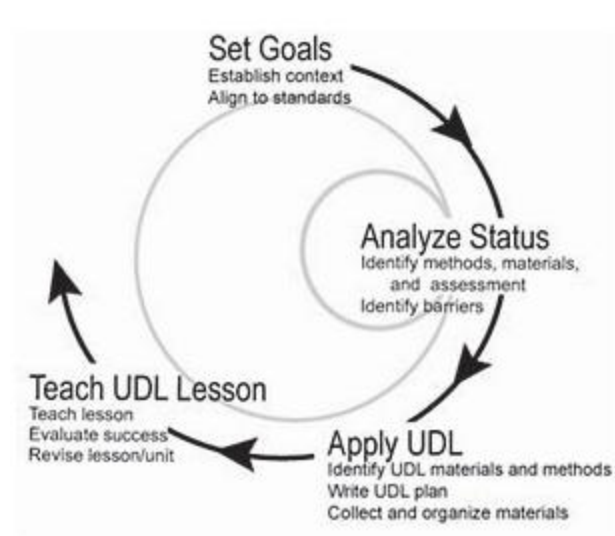 Set Goals
Establish context
Align to standards
Analyze Status
Identify methods, materials,
and assessment
Identify barriers
Teach UDL Lesson
Teach lesson
Evaluate success
Revise lesson/unit
Apply UDL
Identify UDL materials and methods
Write UDL plan
Collect and organize materials